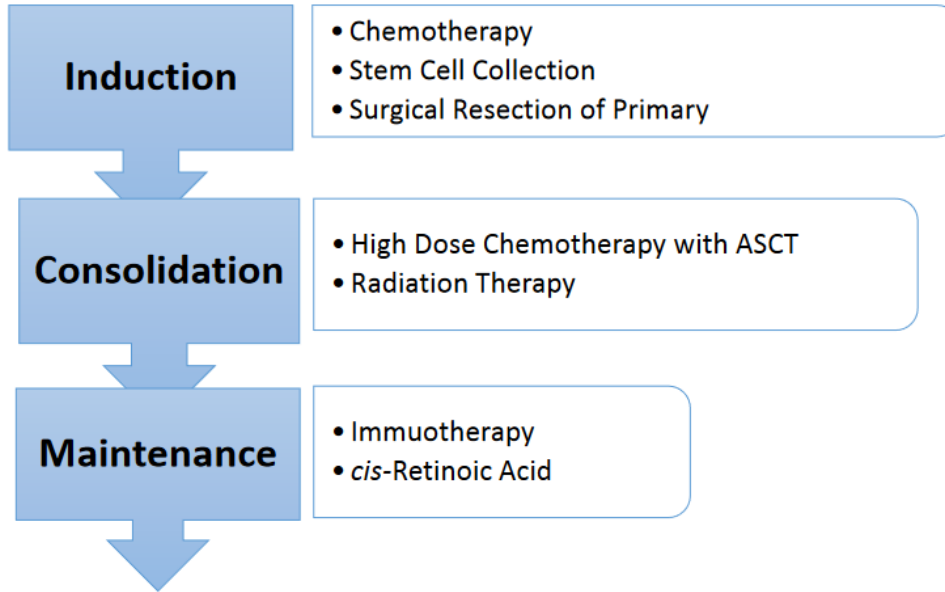 Induction
• Chemotherapy
• Stem Cell Collection
• Surgical Resection of Primary
Consolidation
• High Dose Chemotherapy with ASCT
• Radiation Therapy
Maintenance
• Immuotherapy
• cis-Retinoic Acid